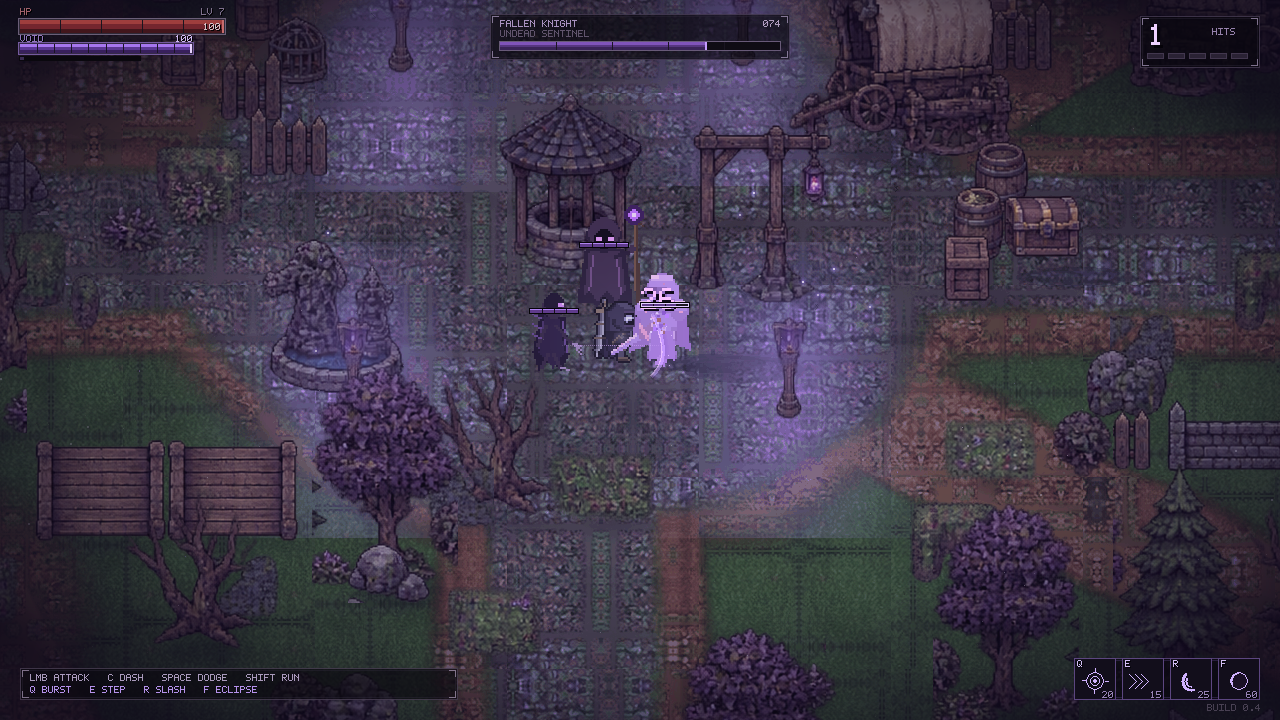 HP LV 7
100
VOID 100
FALLEN KNIGHT 074
UNDEAD SENTINEL
1 HITS
LMB ATTACK C DASH SPACE DODGE SHIFT RUN
Q BURST E STEP R SLASH F ECLIPSE
Q E R F
20 15 25 60
BUILD 0.4